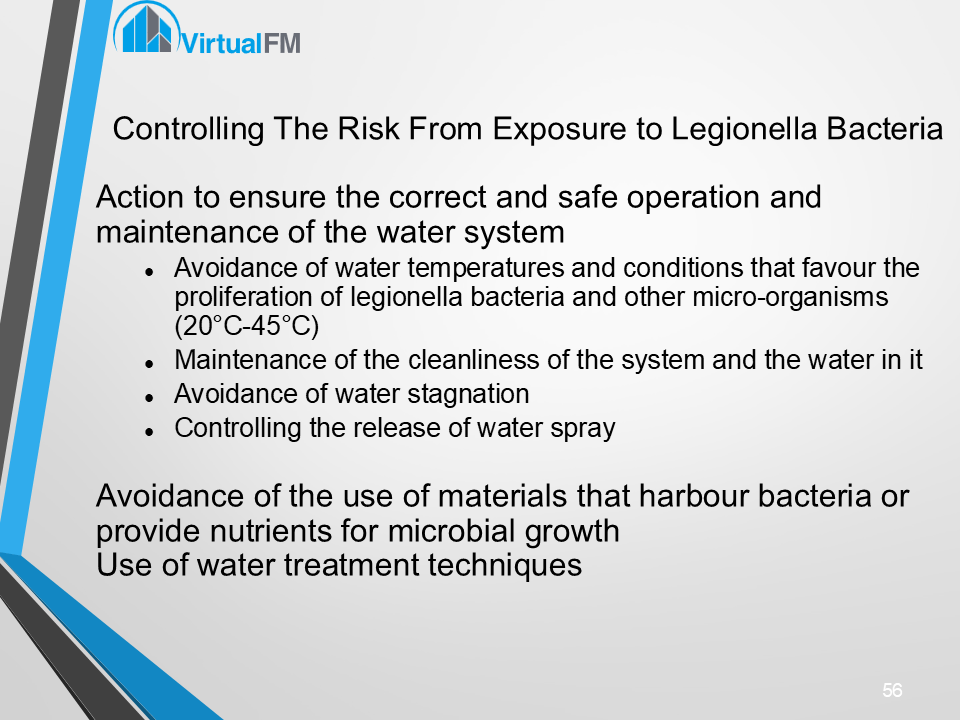 VirtualFM
Controlling The Risk From Exposure to Legionella Bacteria
Action to ensure the correct and safe operation and
maintenance of the water system
● Avoidance of water temperatures and conditions that favour the
proliferation of legionella bacteria and other micro-organisms
(20°C-45°C)
● Maintenance of the cleanliness of the system and the water in it
● Avoidance of water stagnation
● Controlling the release of water spray
Avoidance of the use of materials that harbour bacteria or
provide nutrients for microbial growth
Use of water treatment techniques
56